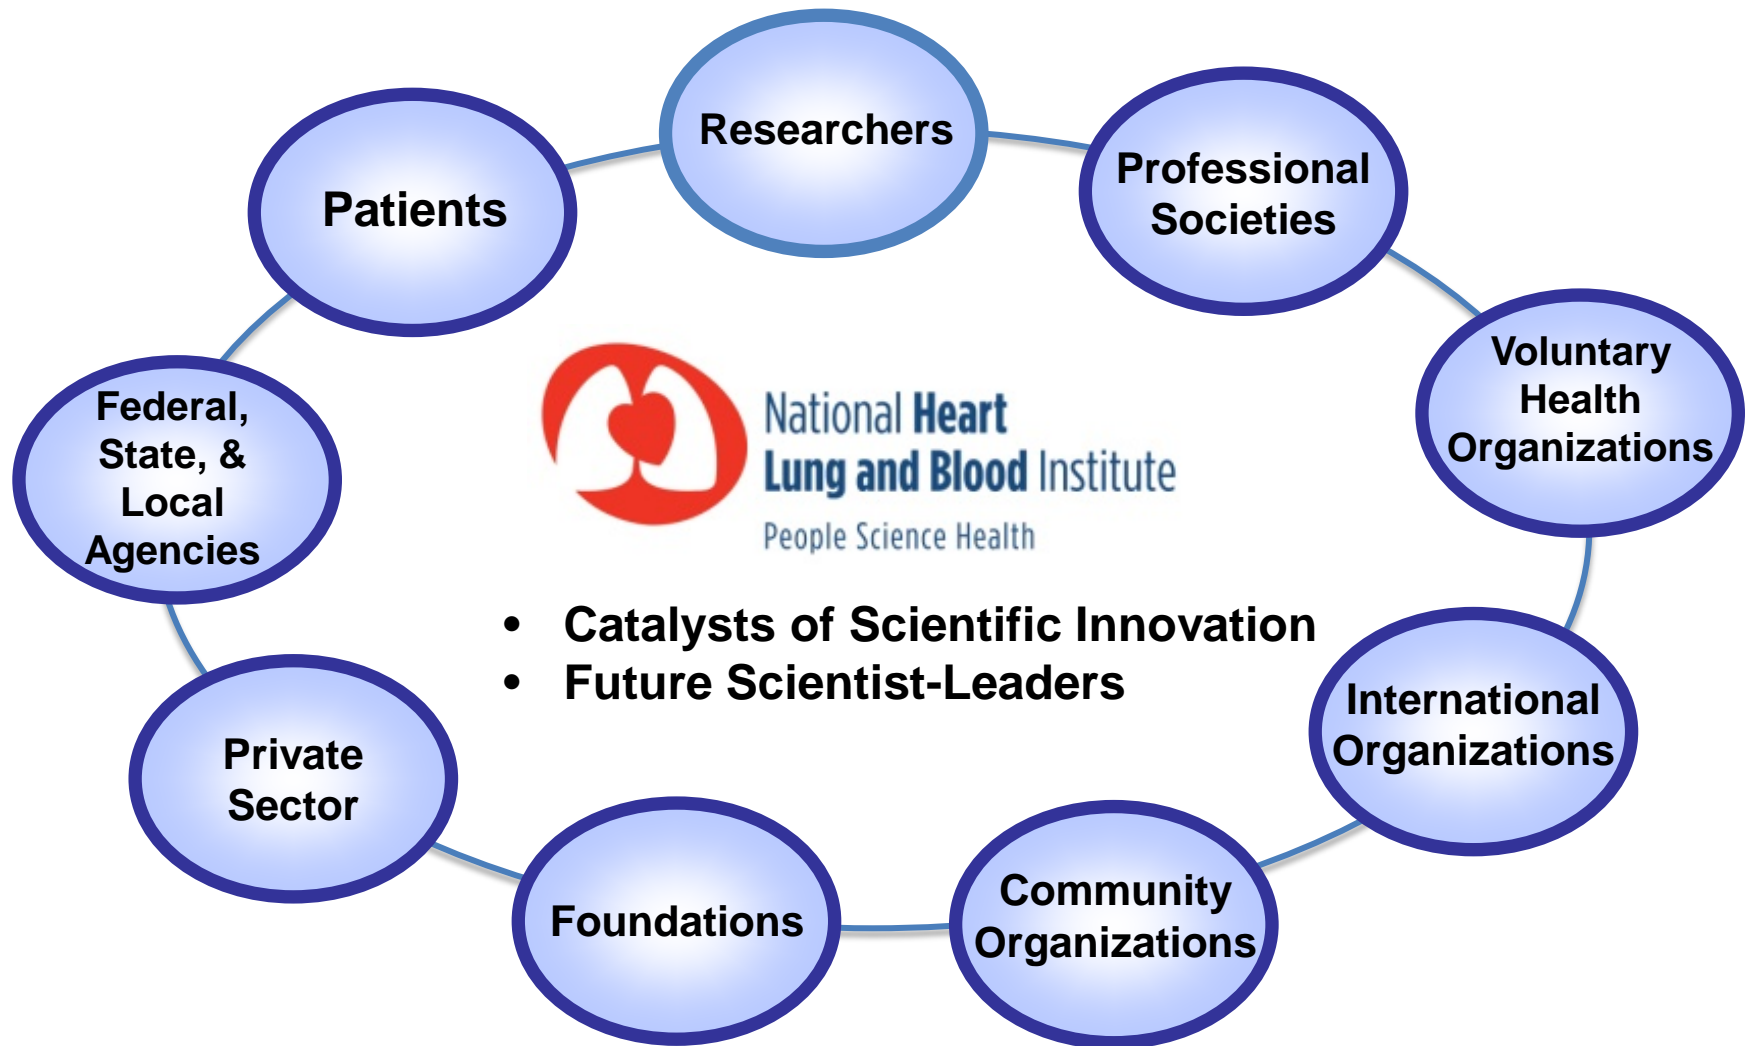 Researchers
Professional
Societies
Patients
Voluntary
Health
Organizations
Federal,
State, &
Local
Agencies
National Heart
Lung and Blood Institute
People Science Health
• Catalysts of Scientific Innovation
• Future Scientist-Leaders
International
Organizations
Private
Sector
Community
Organizations
Foundations